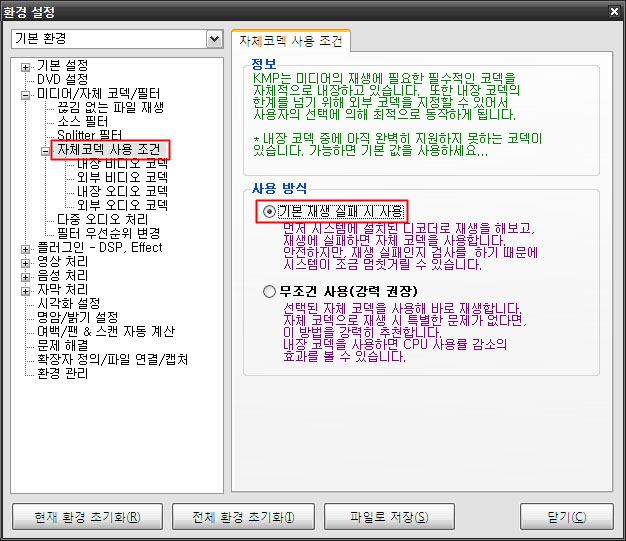 환경 설정
기본 환경
기본 설정
DVD 설정
미디어/자체 코덱/필터
끊김 없는 파일 재생
소스 필터
Splitter 필터
자체코덱 사용 조건
내장 비디오 코덱
외부 비디오 코덱
내장 오디오 코덱
외부 오디오 코덱
다중 오디오 처리
필터 우선순위 변경
플러그인 - DSP, Effect
영상 처리
음성 처리
자막 처리
시각화 설정
명암/밝기 설정
여백/팬 & 스캔 자동 계산
문제 해결
확장자 정의/파일 연결/캡쳐
환경 관리
자체코덱 사용 조건
정보
KMP는 미디어의 재생에 필요한 필수적인 코덱을
자체적으로 내장하고 있습니다. 또한 내장 코덱의
한계를 넘기 위해 외부 코덱을 지정할 수 있어서
사용자의 선택에 의해 최적으로 동작하게 됩니다.
* 내장 코덱 중에 아직 완벽히 지원하지 못하는 코덱이
있습니다. 가능하면 기본 값을 사용하세요...
사용 방식
기본 재생 실패 시 사용
먼저 시스템에 설치된 디코더로 재생을 해보고,
재생에 실패하면 자체 코덱을 사용합니다.
안전하지만, 재생 실패인지 검사를 하기 때문에
시스템이 조금 멈칫거릴 수 있습니다.
무조건 사용(강력 권장)
선택된 자체 코덱을 사용해 바로 재생합니다.
자체 코덱으로 재생 시 특별한 문제가 없다면,
이 방법을 강력히 추천합니다.
내장 코덱을 사용하면 CPU 사용률 감소의
효과를 볼 수 있습니다.
현재 환경 초기화(R)
전체 환경 초기화(I)
파일로 저장(S)
닫기(C)